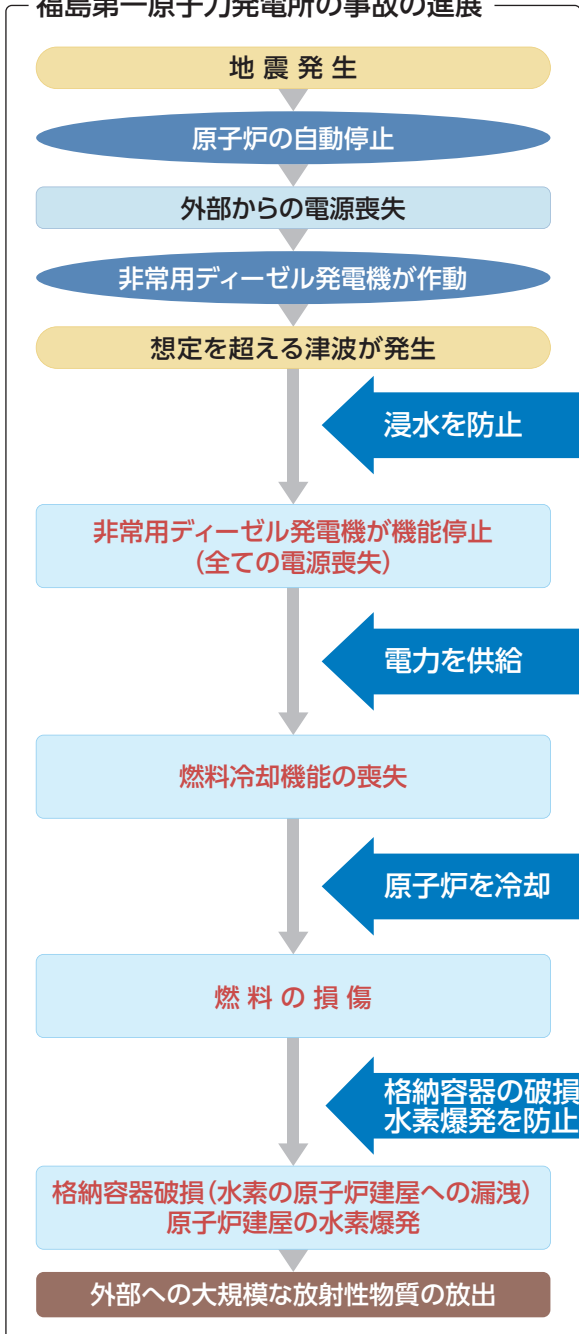 福島第一原子力発電所の事故の進展
地震発生
原子炉の自動停止
外部からの電源喪失
非常用ディーゼル発電機が作動
想定を超える津波が発生
浸水を防止
非常用ディーゼル発電機が機能停止
(全ての電源喪失)
電力を供給
燃料冷却機能の喪失
原子炉を冷却
燃料の損傷
格納容器の破損
水素爆発を防止
格納容器破損(水素の原子炉建屋への漏洩)
原子炉建屋の水素爆発
外部への大規模な放射性物質の放出